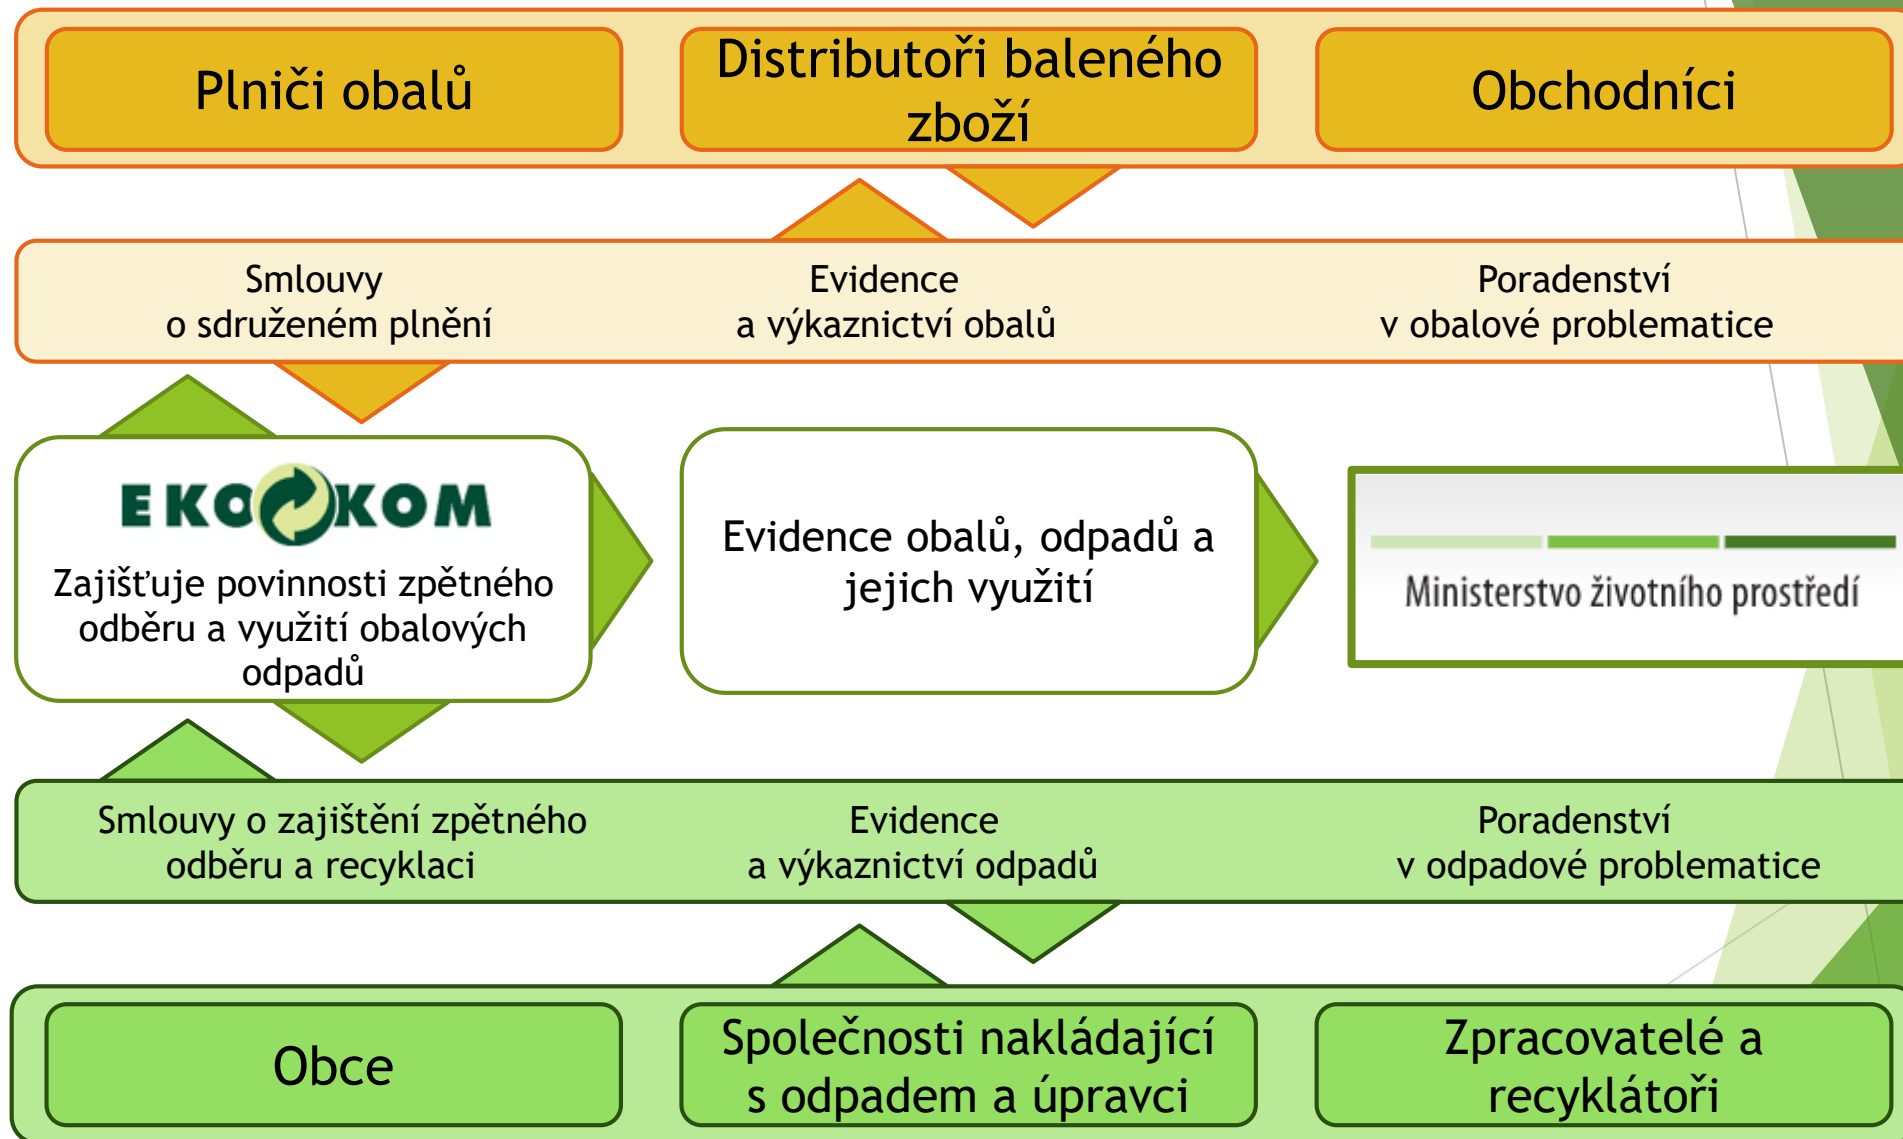 Plniči obalů
Distributoři baleného
zboží
Obchodníci
Smlouvy
o sdruženém plnění
Evidence
a výkaznictví obalů
Poradenství
v obalové problematice
EKO KOM
Zajišťuje povinnosti zpětného
odběru a využití obalových
odpadů
Evidence obalů, odpadů a
jejich využití
Ministerstvo životního prostředí
Smlouvy o zajištění zpětného
odběru a recyklaci
Evidence
a výkaznictví odpadů
Poradenství
v odpadové problematice
Obce
Společnosti nakládající
s odpadem a úpravci
Zpracovatelé a
recyklátoři